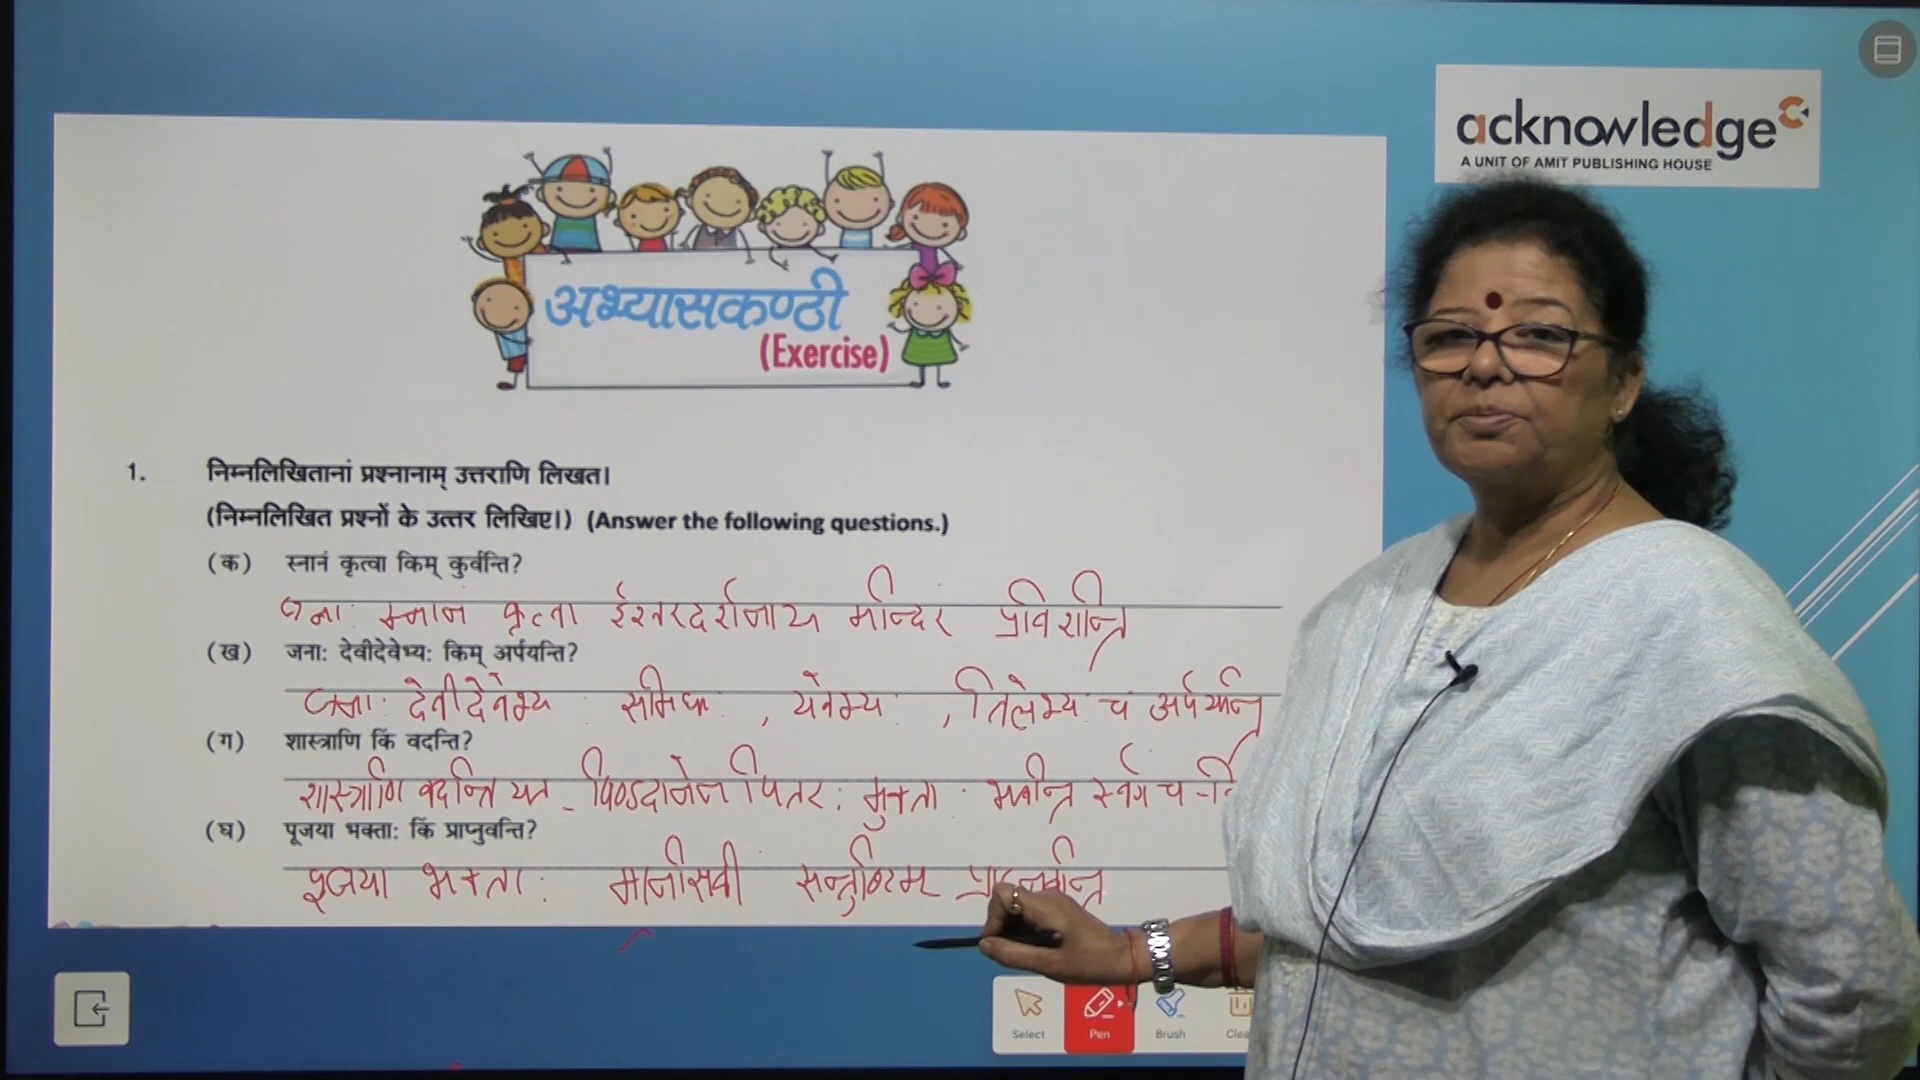 acknowledge
A UNIT OF AMIT PUBLISHING HOUSE
अभ्यासकण्ठी
(Exercise)
1. निम्नलिखितानां प्रश्नानाम् उत्तराणि लिखत।
(निम्नलिखित प्रश्नों के उत्त्तर लिखिए।) (Answer the following questions.)
(क) स्नानं कृत्वा किम् कुर्वन्ति?
जनाः स्नान कृत्वा ईश्वरदर्शनाय मन्दिरं प्रविशन्ति
(ख) जनाः देवीदेवेभ्यः किम् अर्पयन्ति?
जनाः देवीदेवेभ्यः समिधः, यवेभ्यः, तिलेभ्यः च अर्पयन्ति
(ग) शास्त्राणि किं वदन्ति?
शास्त्राणि वदन्ति यत् - पिण्डदानेन पितरः मुक्ताः भवन्ति स्वर्ग च
(घ) पूजया भक्ताः किं प्राप्नुवन्ति?
पूजया भक्ताः मानसिकी सन्तुष्टिम् प्राप्नुवन्ति
Select Pen Brush